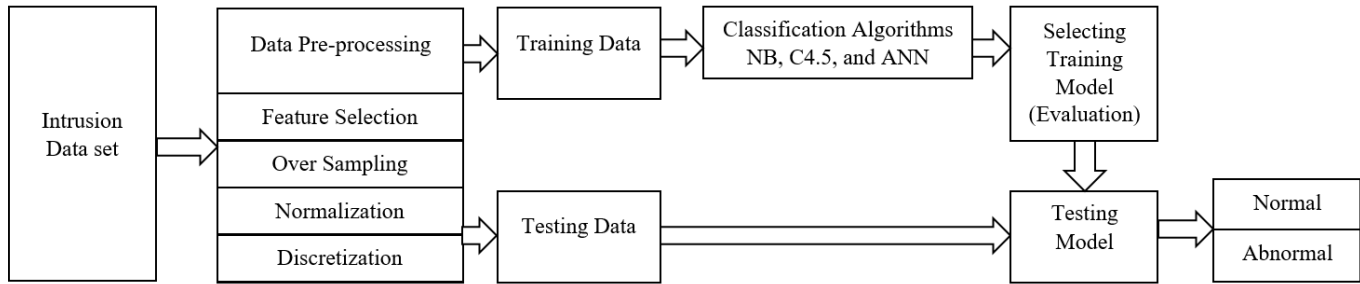 Intrusion
Data set
Data Pre-processing
Feature Selection
Over Sampling
Normalization
Discretization
Training Data
Testing Data
Classification Algorithms
NB, C4.5, and ANN
Selecting
Training
Model
(Evaluation)
Testing
Model
Normal
Abnormal